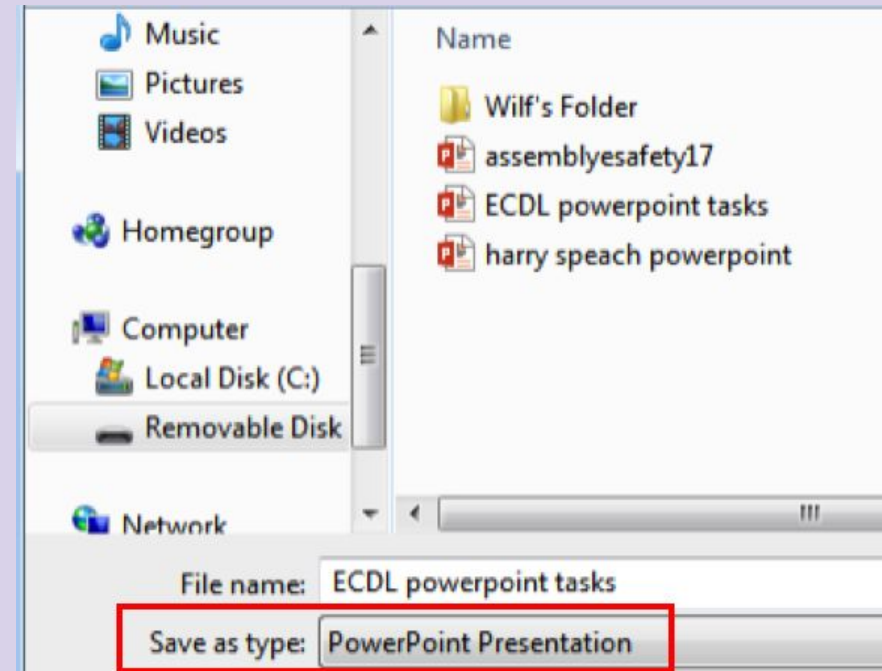 Music
Pictures
Videos
Homegroup
Computer
Local Disk (C:)
Removable Disk
Network
Name
Wilf's Folder
assemblyesafety17
ECDL powerpoint tasks
harry speach powerpoint
File name: ECDL powerpoint tasks
Save as type: PowerPoint Presentation